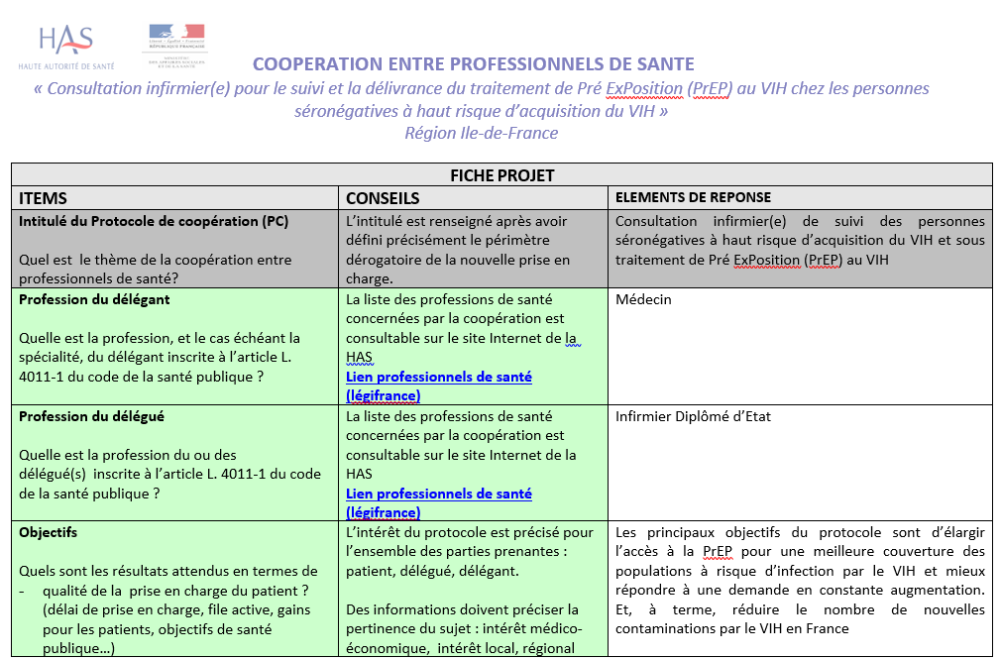 HAS
HAUTE AUTORITÉ DE SANTÉ
Liberté • Égalité • Fraternité
RÉPUBLIQUE FRANÇAISE
MINISTÈRE
DES AFFAIRES SOCIALES
ET DE LA SANTÉ
COOPERATION ENTRE PROFESSIONNELS DE SANTE
« Consultation infirmier(e) pour le suivi et la délivrance du traitement de Pré ExPosition (PrEP) au VIH chez les personnes
séronégatives à haut risque d’acquisition du VIH »
Région Ile-de-France
FICHE PROJET
ITEMS
CONSEILS
ELEMENTS DE REPONSE
Intitulé du Protocole de coopération (PC)
Quel est  le thème de la coopération entre
professionnels de santé?
L’intitulé est renseigné après avoir
défini précisément le périmètre
dérogatoire de la nouvelle prise en
charge.
Consultation infirmier(e) de suivi des personnes
séronégatives à haut risque d’acquisition du VIH et sous
traitement de Pré ExPosition (PrEP) au VIH
Profession du délégant
Quelle est la profession, et le cas échéant la
spécialité, du délégant inscrite à l’article L.
4011-1 du code de la santé publique ?
La liste des professions de santé
concernées par la coopération est
consultable sur le site Internet de la
HAS
Lien professionnels de santé
(légifrance)
Médecin
Profession du délégué
Quelle est la profession du ou des
délégué(s)  inscrite à l’article L. 4011-1 du code
de la santé publique ?
La liste des professions de santé
concernées par la coopération est
consultable sur le site Internet de la
HAS
Lien professionnels de santé
(légifrance)
Infirmier Diplômé d’Etat
Objectifs
Quels sont les résultats attendus en termes de
- qualité de la  prise en charge du patient ?
(délai de prise en charge, file active, gains
pour les patients, objectifs de santé
publique…)
L’intérêt du protocole est précisé pour
l’ensemble des parties prenantes :
patient, délégué, délégant.
Des informations doivent préciser la
pertinence du sujet : intérêt médico-
économique,  intérêt local, régional
Les principaux objectifs du protocole sont d’élargir
l’accès à la PrEP pour une meilleure couverture des
populations à risque d’infection par le VIH et mieux
répondre à une demande en constante augmentation.
Et, à terme, réduire le nombre de nouvelles
contaminations par le VIH en France